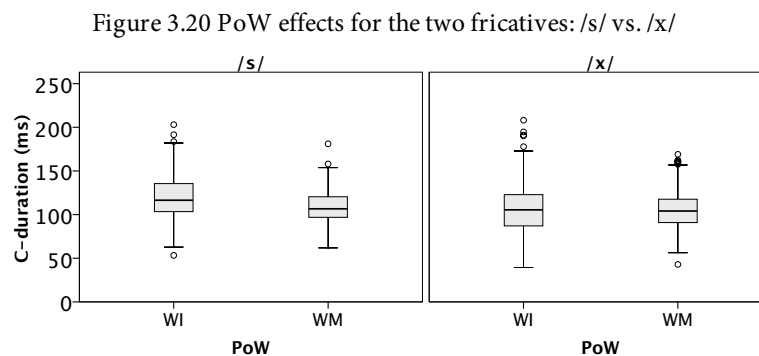 Figure 3.20 PoW effects for the two fricatives: /s/ vs. /x/
/s/ /x/
250
200
150
100
50
0
C-duration (ms)
WI WM WI WM
PoW PoW